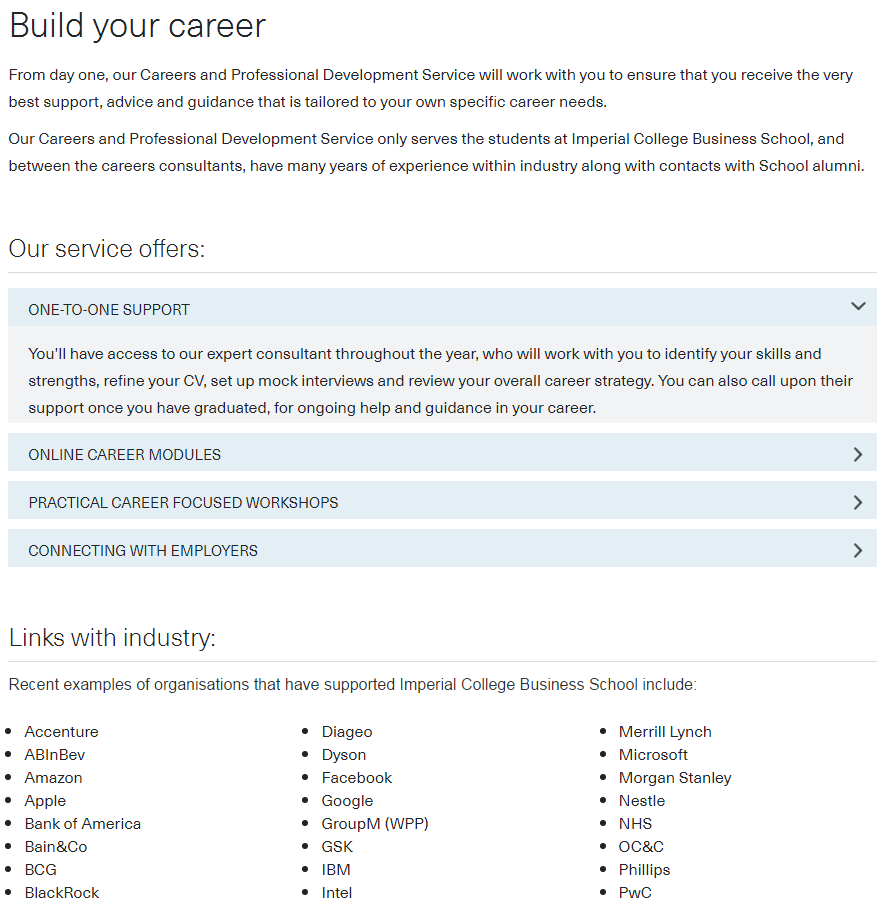 Build your career
From day one, our Careers and Professional Development Service will work with you to ensure that you receive the very
best support, advice and guidance that is tailored to your own specific career needs.
Our Careers and Professional Development Service only serves the students at Imperial College Business School, and
between the careers consultants, have many years of experience within industry along with contacts with School alumni.
Our service offers:
ONE-TO-ONE SUPPORT
You'll have access to our expert consultant throughout the year, who will work with you to identify your skills and
strengths, refine your CV, set up mock interviews and review your overall career strategy. You can also call upon their
support once you have graduated, for ongoing help and guidance in your career.
ONLINE CAREER MODULES
PRACTICAL CAREER FOCUSED WORKSHOPS
CONNECTING WITH EMPLOYERS
Links with industry:
Recent examples of organisations that have supported Imperial College Business School include:
Accenture
ABInBev
Amazon
Apple
Bank of America
Bain&Co
BCG
BlackRock
Diageo
Dyson
Facebook
Google
GroupM (WPP)
GSK
IBM
Intel
Merrill Lynch
Microsoft
Morgan Stanley
Nestle
NHS
OC&C
Phillips
PwC